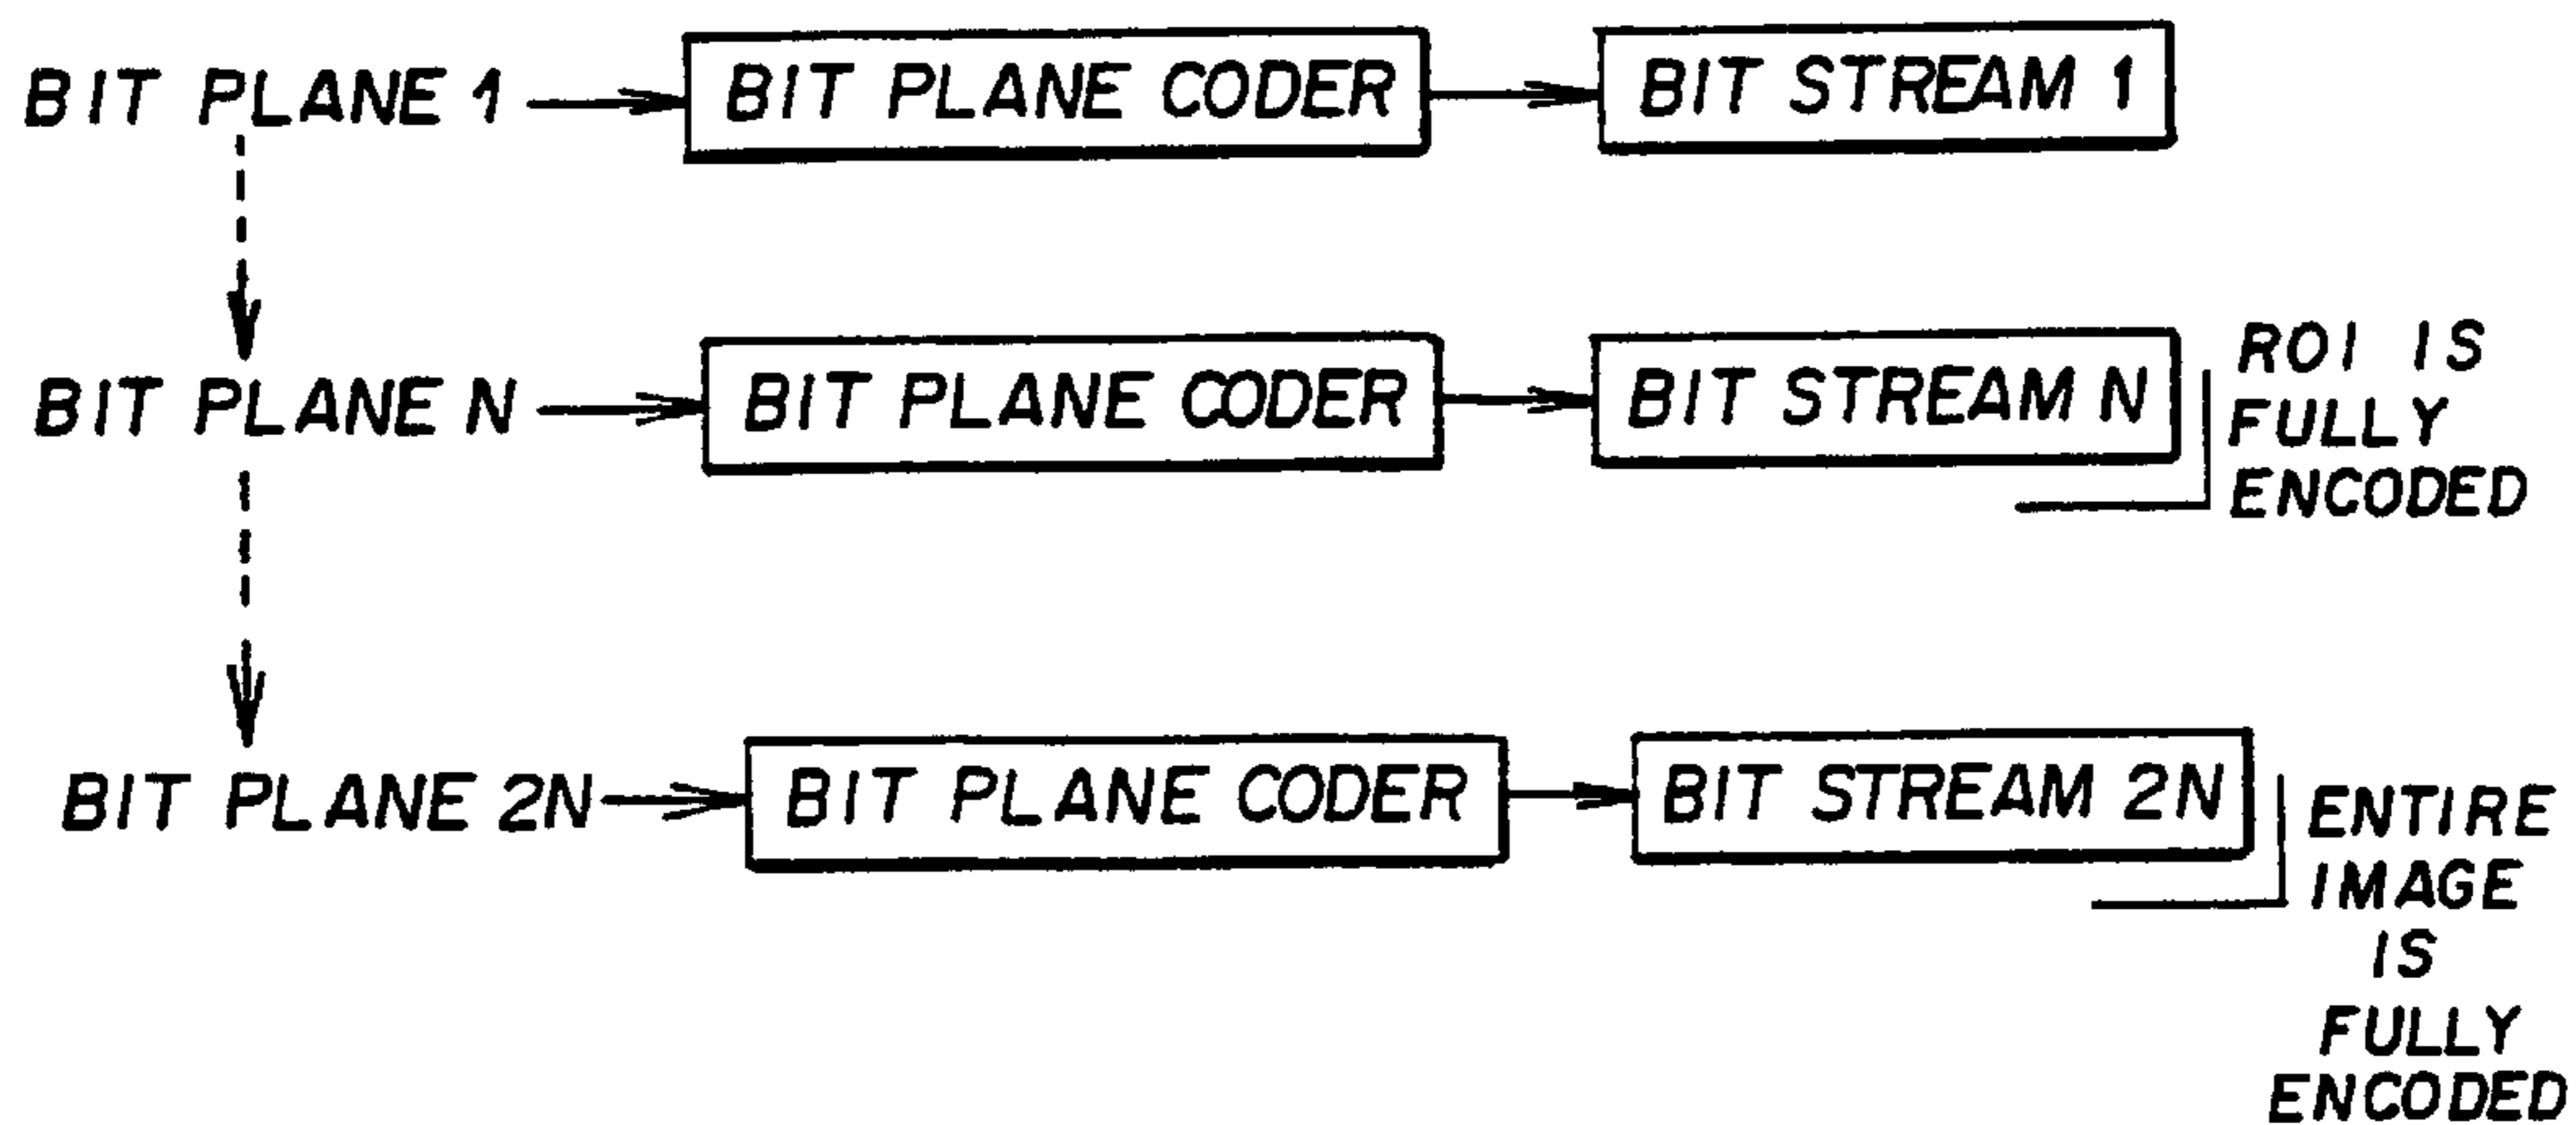 BIT PLANE 1
BIT PLANE CODER
BIT STREAM 1
BIT PLANE N
BIT PLANE CODER
BIT STREAM N
ROI IS
FULLY
ENCODED
BIT PLANE 2N
BIT PLANE CODER
BIT STREAM 2N
ENTIRE
IMAGE
IS
FULLY
ENCODED